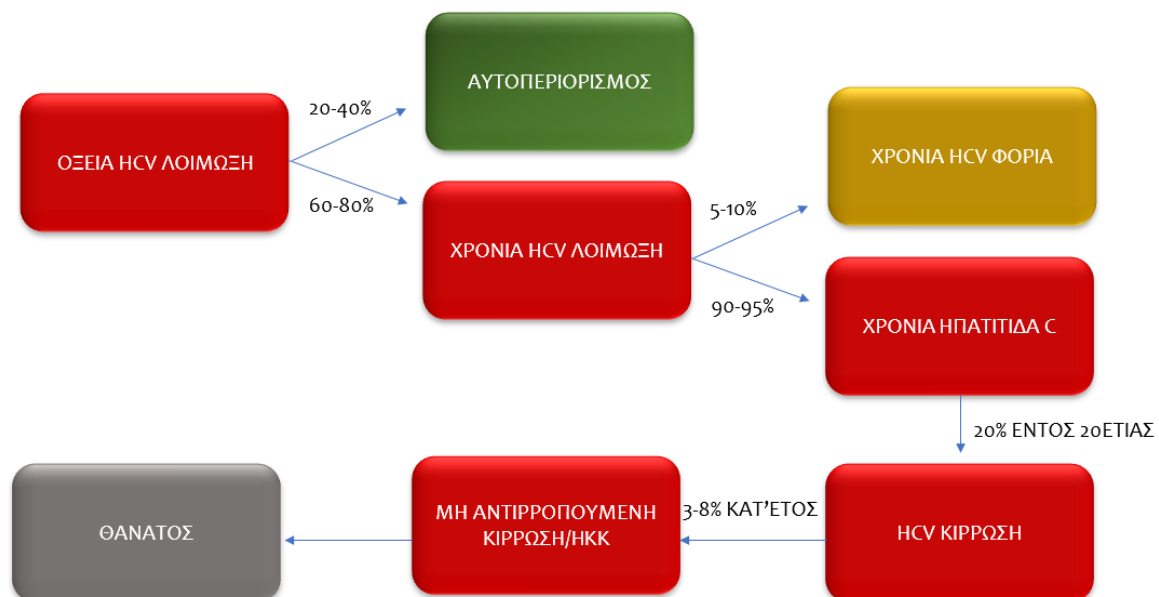 ΟΞΕΙΑ HCV ΛΟΙΜΩΞΗ
20-40%
ΑΥΤΟΠΕΡΙΟΡΙΣΜΟΣ
60-80%
ΧΡΟΝΙΑ HCV ΛΟΙΜΩΞΗ
5-10%
ΧΡΟΝΙΑ HCV ΦΟΡΙΑ
90-95%
ΧΡΟΝΙΑ ΗΠΑΤΙΤΙΔΑ C
20% ΕΝΤΟΣ 20ΕΤΙΑΣ
HCV ΚΙΡΡΩΣΗ
3-8% ΚΑΤ'ΕΤΟΣ
ΜΗ ΑΝΤΙΡΡΟΠΟΥΜΕΝΗ
ΚΙΡΡΩΣΗ/ΗΚΚ
ΘΑΝΑΤΟΣ